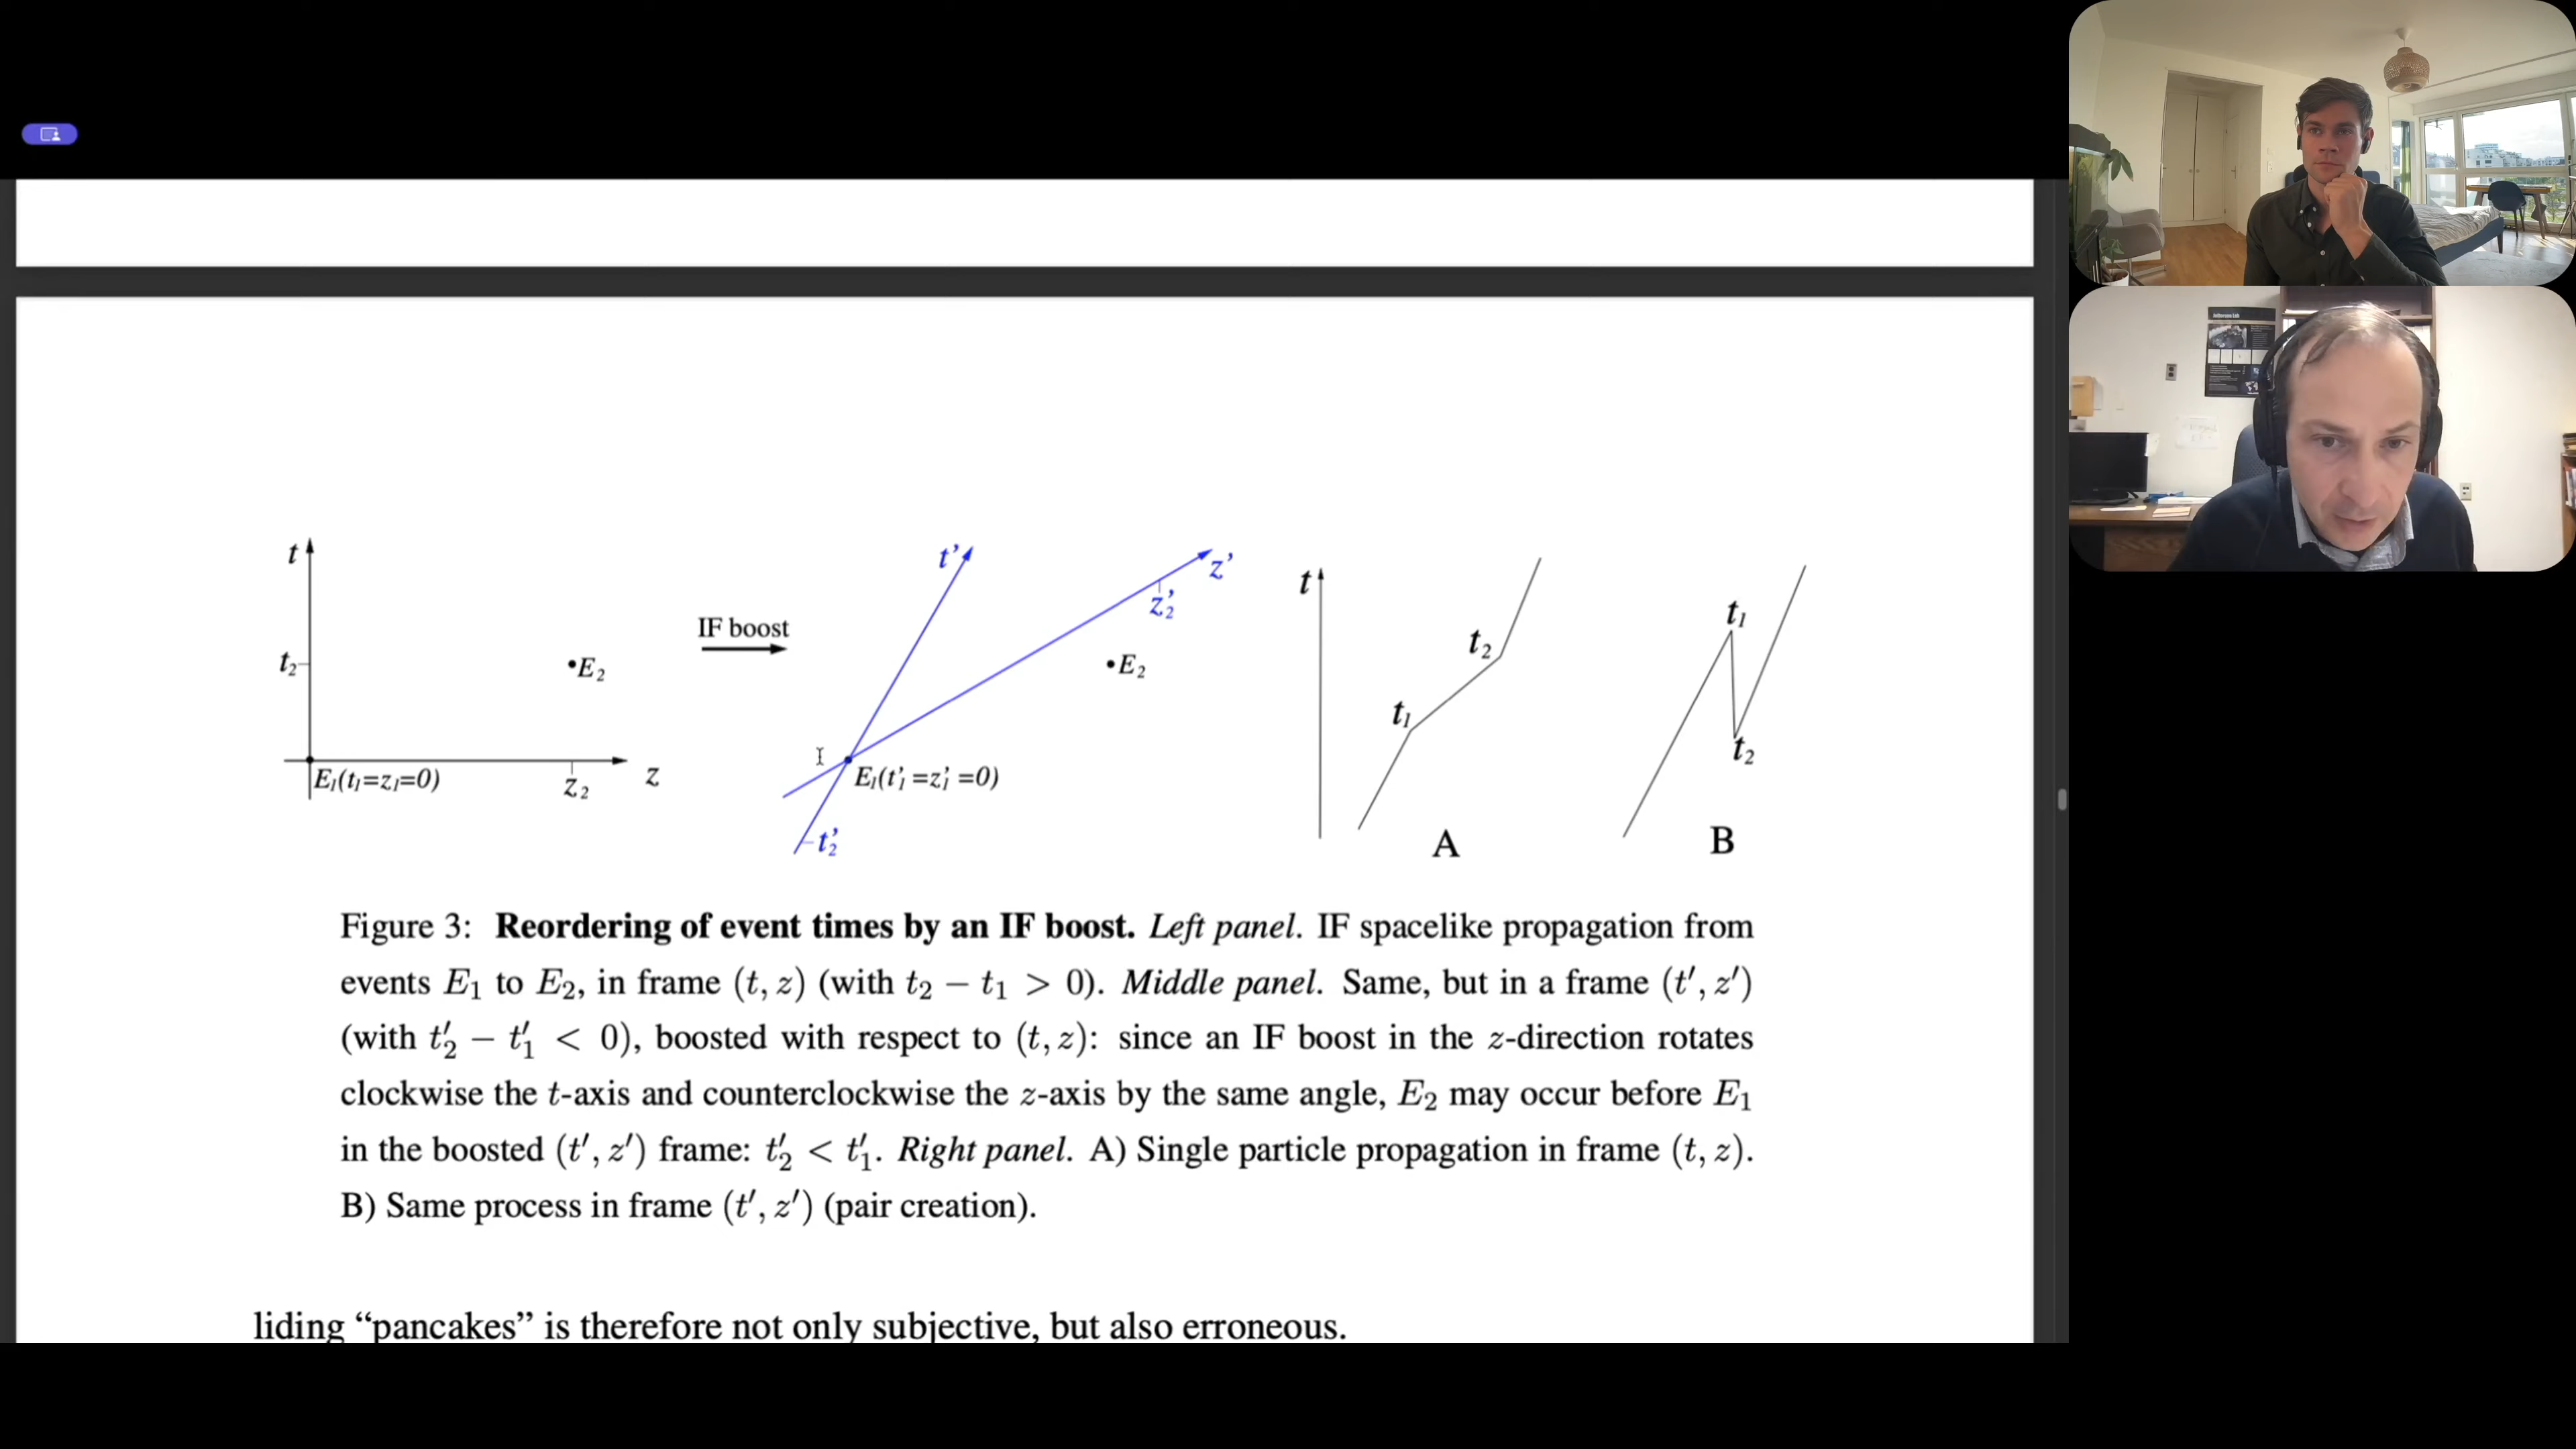 t
t₂
•E₂
E₁(t₁=z₁=0)
z₂
z
IF boost
t’
z’
z’₂
•E₂
E₁(t’₁ =z’₁ =0)
t’₂
t
t₂
t₁
A
t₁
t₂
B
Figure 3: Reordering of event times by an IF boost. Left panel. IF spacelike propagation from
events E₁ to E₂, in frame (t, z) (with t₂ − t₁ > 0). Middle panel. Same, but in a frame (t′, z′)
(with t′₂ − t′₁ < 0), boosted with respect to (t, z): since an IF boost in the z-direction rotates
clockwise the t-axis and counterclockwise the z-axis by the same angle, E₂ may occur before E₁
in the boosted (t′, z′) frame: t′₂ < t′₁. Right panel. A) Single particle propagation in frame (t, z).
B) Same process in frame (t′, z′) (pair creation).
liding “pancakes” is therefore not only subjective, but also erroneous.
Jefferson Lab